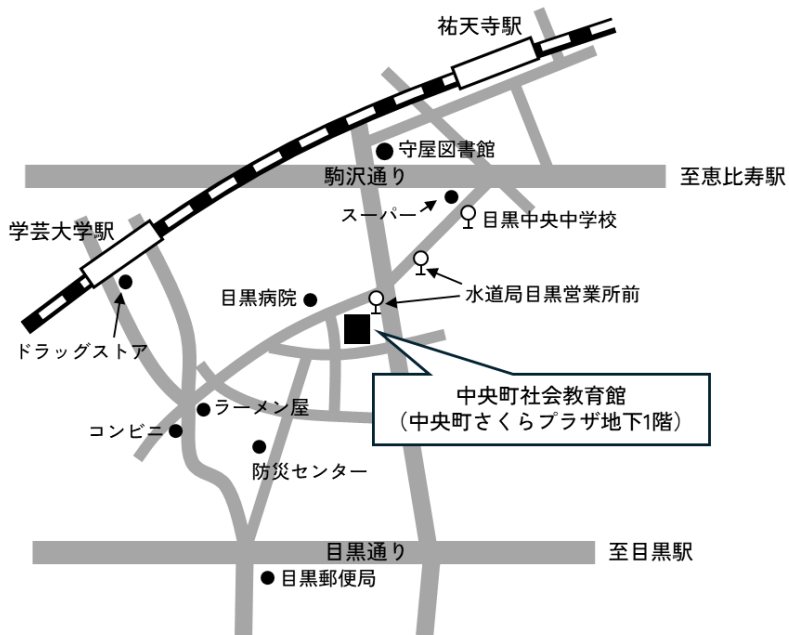 祐天寺駅
守屋図書館
駒沢通り
至恵比寿駅
スーパー
目黒中央中学校
学芸大学駅
目黒病院
水道局目黒営業所前
ドラッグストア
中央町社会教育館
（中央町さくらプラザ地下1階）
ラーメン屋
コンビニ
防災センター
目黒通り
至目黒駅
目黒郵便局